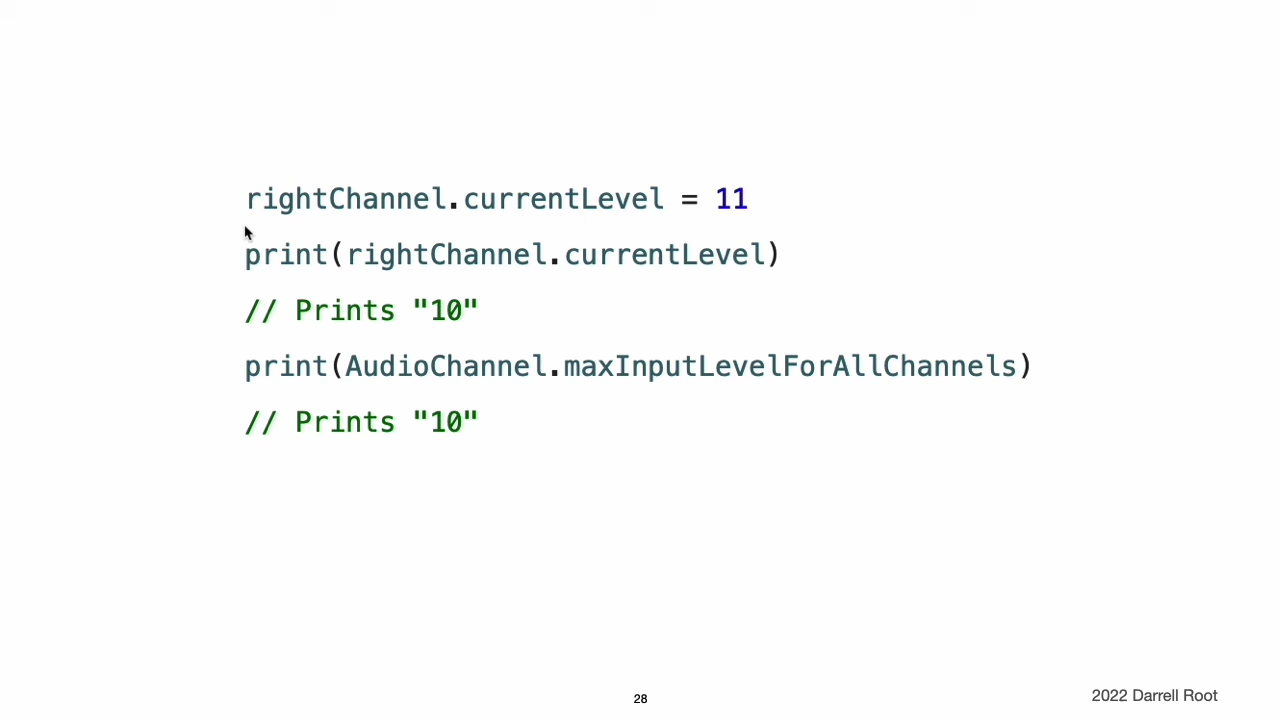 rightChannel.currentLevel = 11
print(rightChannel.currentLevel)
// Prints "10"
print(AudioChannel.maxInputLevelForAllChannels)
// Prints "10"
28
2022 Darrell Root